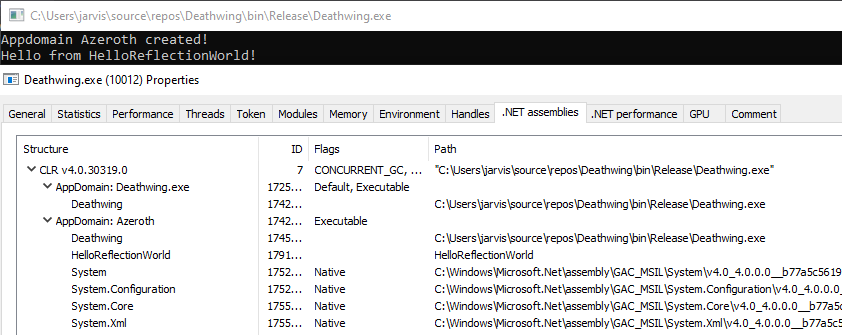 C:\Users\jarvis\source\repos\Deathwing\bin\Release\Deathwing.exe
Appdomain Azeroth created!
Hello from HelloReflectionWorld!
Deathwing.exe (10012) Properties
General Statistics Performance Threads Token Modules Memory Environment Handles .NET assemblies .NET performance GPU Comment
Structure ID Flags Path
CLR v4.0.30319.0 7 CONCURRENT_GC, ... "C:\Users\jarvis\source\repos\Deathwing\bin\Release\Deathwing.exe"
AppDomain: Deathwing.exe 1725... Default, Executable
Deathwing 1742... C:\Users\jarvis\source\repos\Deathwing\bin\Release\Deathwing.exe
AppDomain: Azeroth 1742... Executable
Deathwing 1745... C:\Users\jarvis\source\repos\Deathwing\bin\Release\Deathwing.exe
HelloReflectionWorld 1791... HelloReflectionWorld
System 1752... Native C:\Windows\Microsoft.Net\assembly\GAC_MSIL\System\v4.0_4.0.0.0__b77a5c5619
System.Configuration 1752... Native C:\Windows\Microsoft.Net\assembly\GAC_MSIL\System.Configuration\v4.0_4.0.0.0_
System.Core 1755... Native C:\Windows\Microsoft.Net\assembly\GAC_MSIL\System.Core\v4.0_4.0.0.0__b77a5c
System.Xml 1755... Native C:\Windows\Microsoft.Net\assembly\GAC_MSIL\System.Xml\v4.0_4.0.0.0__b77a5c5